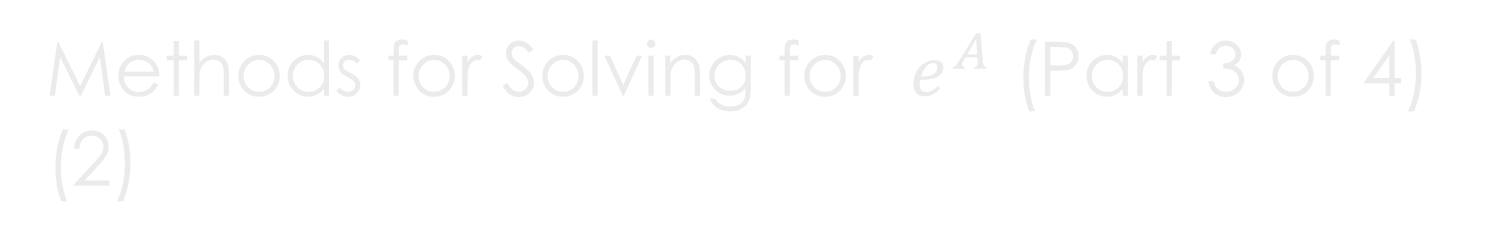 Methods for Solving for e^A (Part 3 of 4)
(2)